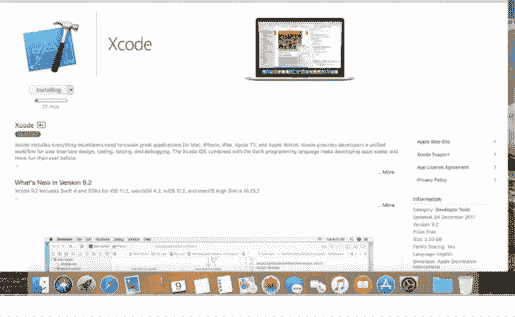 Xcode
Installing
17 mins
Xcode 4+
Xcode includes everything developers need to create great applications for Mac, iPhone, iPad, Apple TV, and Apple Watch. Xcode provides developers a unified
workflow for user interface design, coding, testing, and debugging. The Xcode IDE, combined with the Swift programming language make developing apps easier and
more fun than ever before.
...More
What's New in Version 9.2
Xcode 9.2 includes Swift 4 and SDKs for iOS 11.2, watchOS 4.2, tvOS 11.2, and macOS High Sierra 10.13.2
...More
Apple Web Site
Xcode Support
App License Agreement
Privacy Policy
Information
Category: Developer Tools
Updated: 04 December 2017
Version: 9.2
Price: Free
Family Sharing: Yes
Language: English
Developer: Apple Distribution
International
9